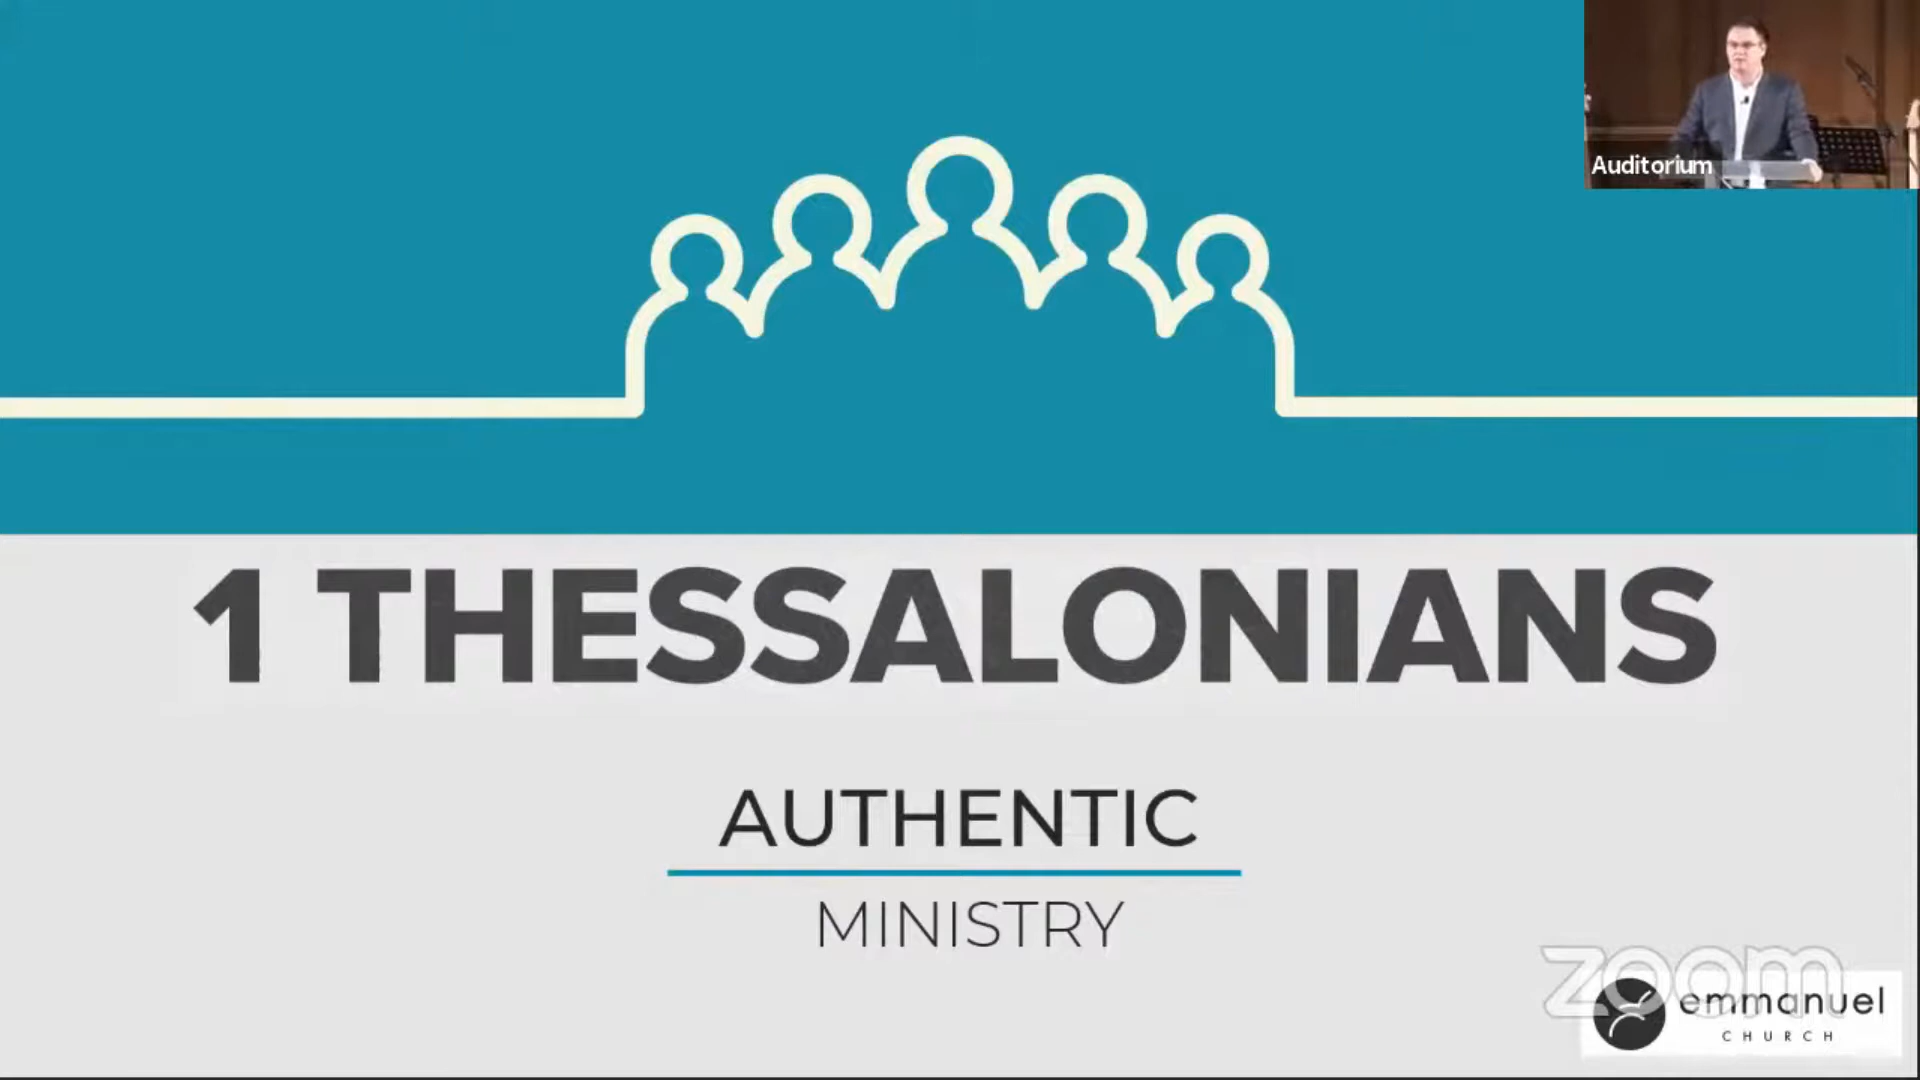 Auditorium
1 THESSALONIANS
AUTHENTIC
MINISTRY
zoom
emmanuel
CHURCH